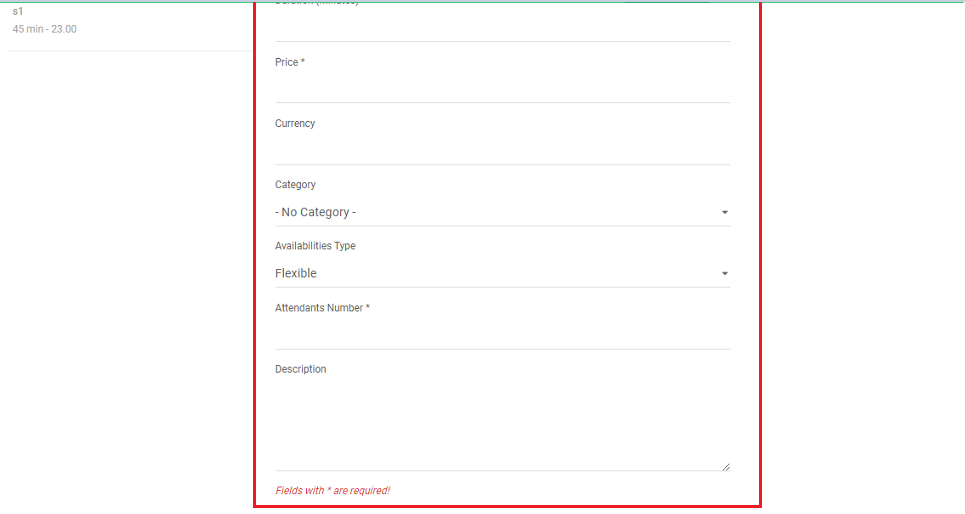 s1
45 min - 23.00
Price *
Currency
Category
- No Category -
Availabilities Type
Flexible
Attendants Number *
Description
Fields with * are required!